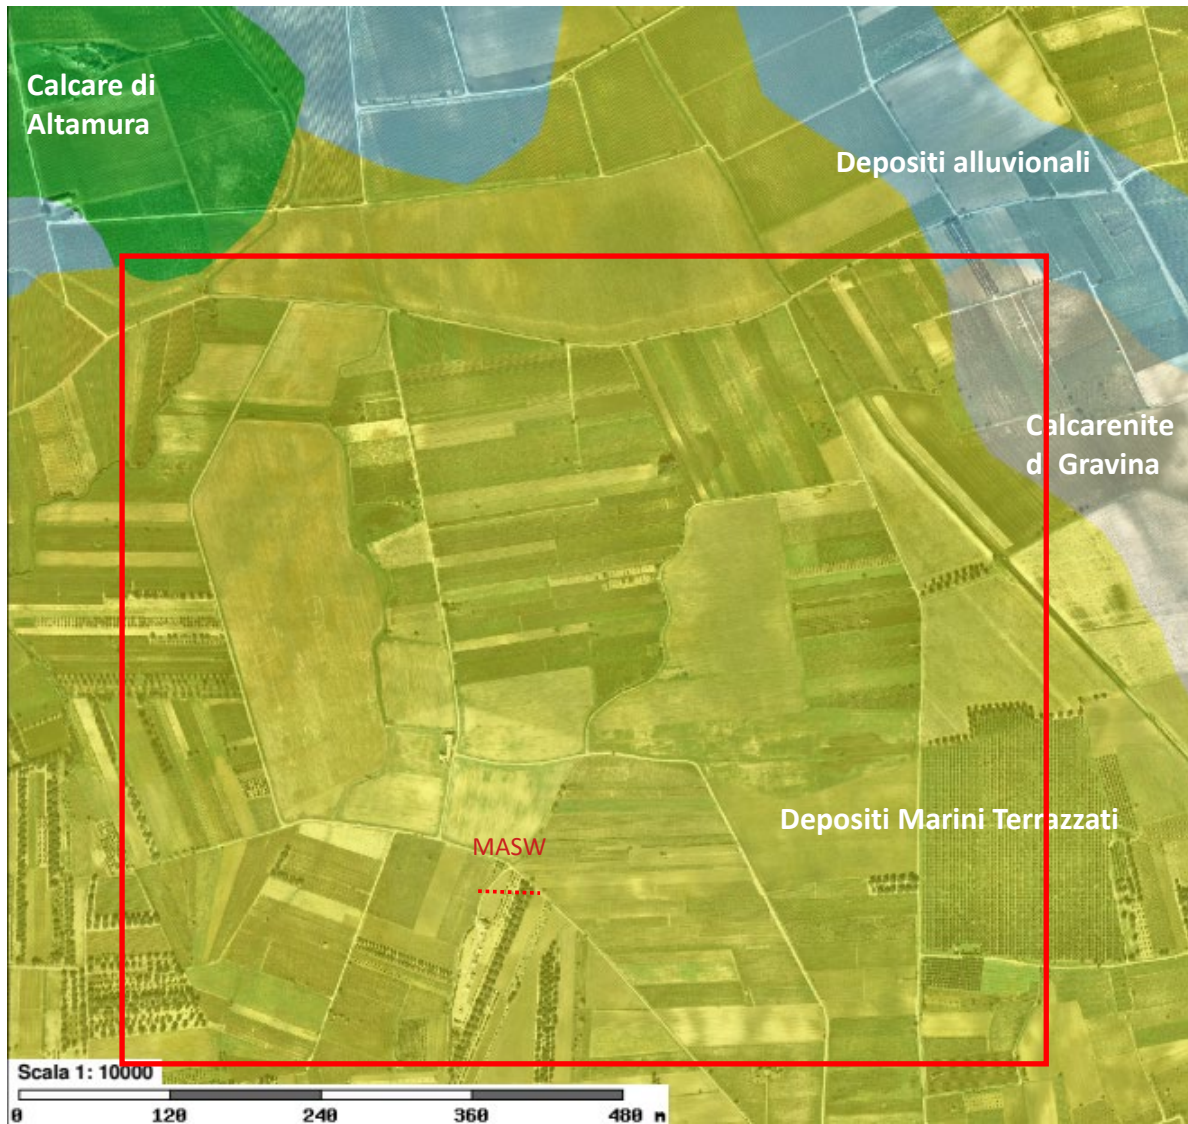 Calcare di
Altamura
Depositi alluvionali
Calcarenite
di Gravina
Depositi Marini Terrazzati
MASW
Scala 1: 10000
0 120 240 360 480 m